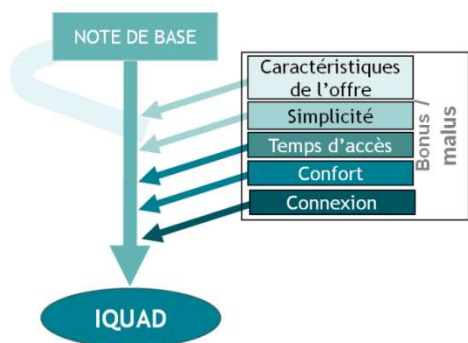 NOTE DE BASE
Caractéristiques
de l'offre
Simplicité
Temps d'accès
Confort
Connexion
Bonus /
malus
IQUAD